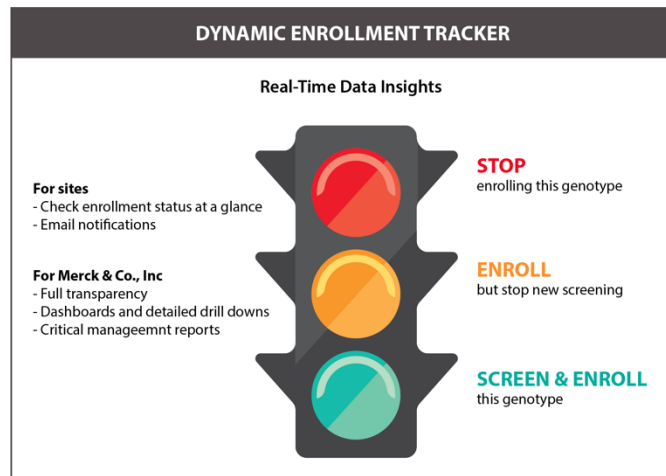 DYNAMIC ENROLLMENT TRACKER
Real-Time Data Insights
For sites
- Check enrollment status at a glance
- Email notifications
For Merck & Co., Inc
- Full transparency
- Dashboards and detailed drill downs
- Critical manageemnt reports
STOP
enrolling this genotype
ENROLL
but stop new screening
SCREEN & ENROLL
this genotype